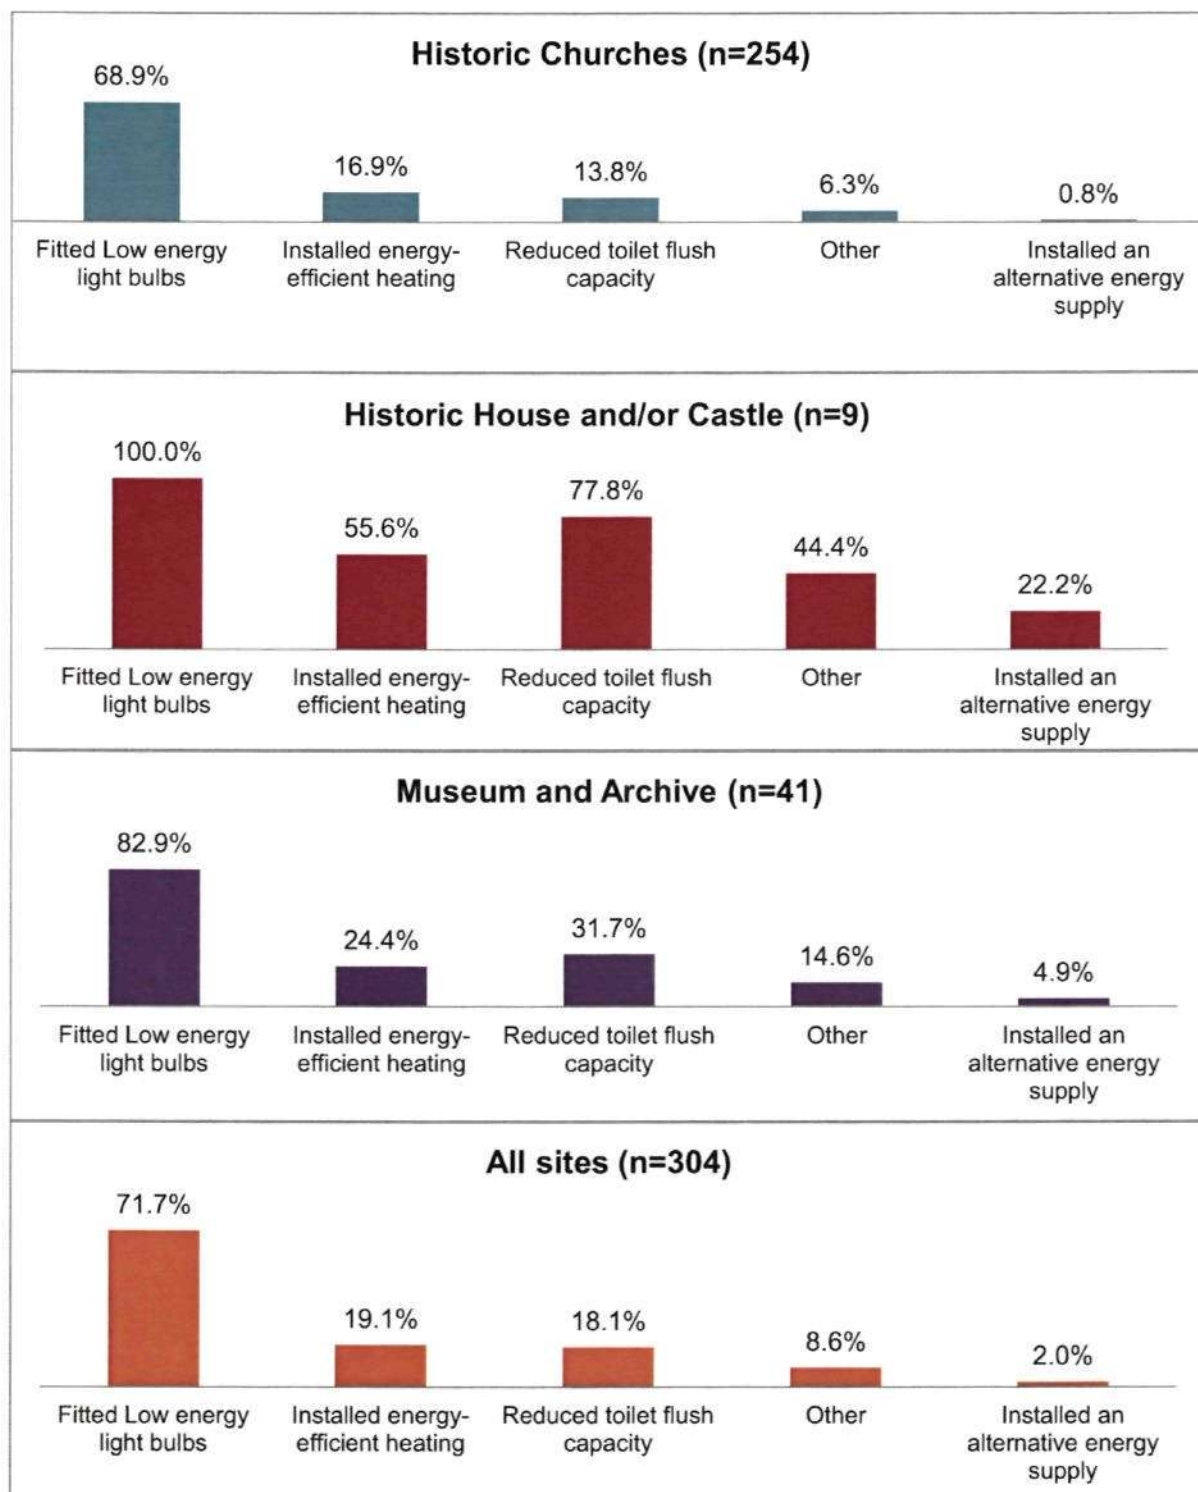 Historic Churches (n=254)
68.9%
16.9%
13.8%
6.3%
0.8%
Fitted Low energy
light bulbs
Installed energy-
efficient heating
Reduced toilet flush
capacity
Other
Installed an
alternative energy
supply
Historic House and/or Castle (n=9)
100.0%
55.6%
77.8%
44.4%
22.2%
Fitted Low energy
light bulbs
Installed energy-
efficient heating
Reduced toilet flush
capacity
Other
Installed an
alternative energy
supply
Museum and Archive (n=41)
82.9%
24.4%
31.7%
14.6%
4.9%
Fitted Low energy
light bulbs
Installed energy-
efficient heating
Reduced toilet flush
capacity
Other
Installed an
alternative energy
supply
All sites (n=304)
71.7%
19.1%
18.1%
8.6%
2.0%
Fitted Low energy
light bulbs
Installed energy-
efficient heating
Reduced toilet flush
capacity
Other
Installed an
alternative energy
supply